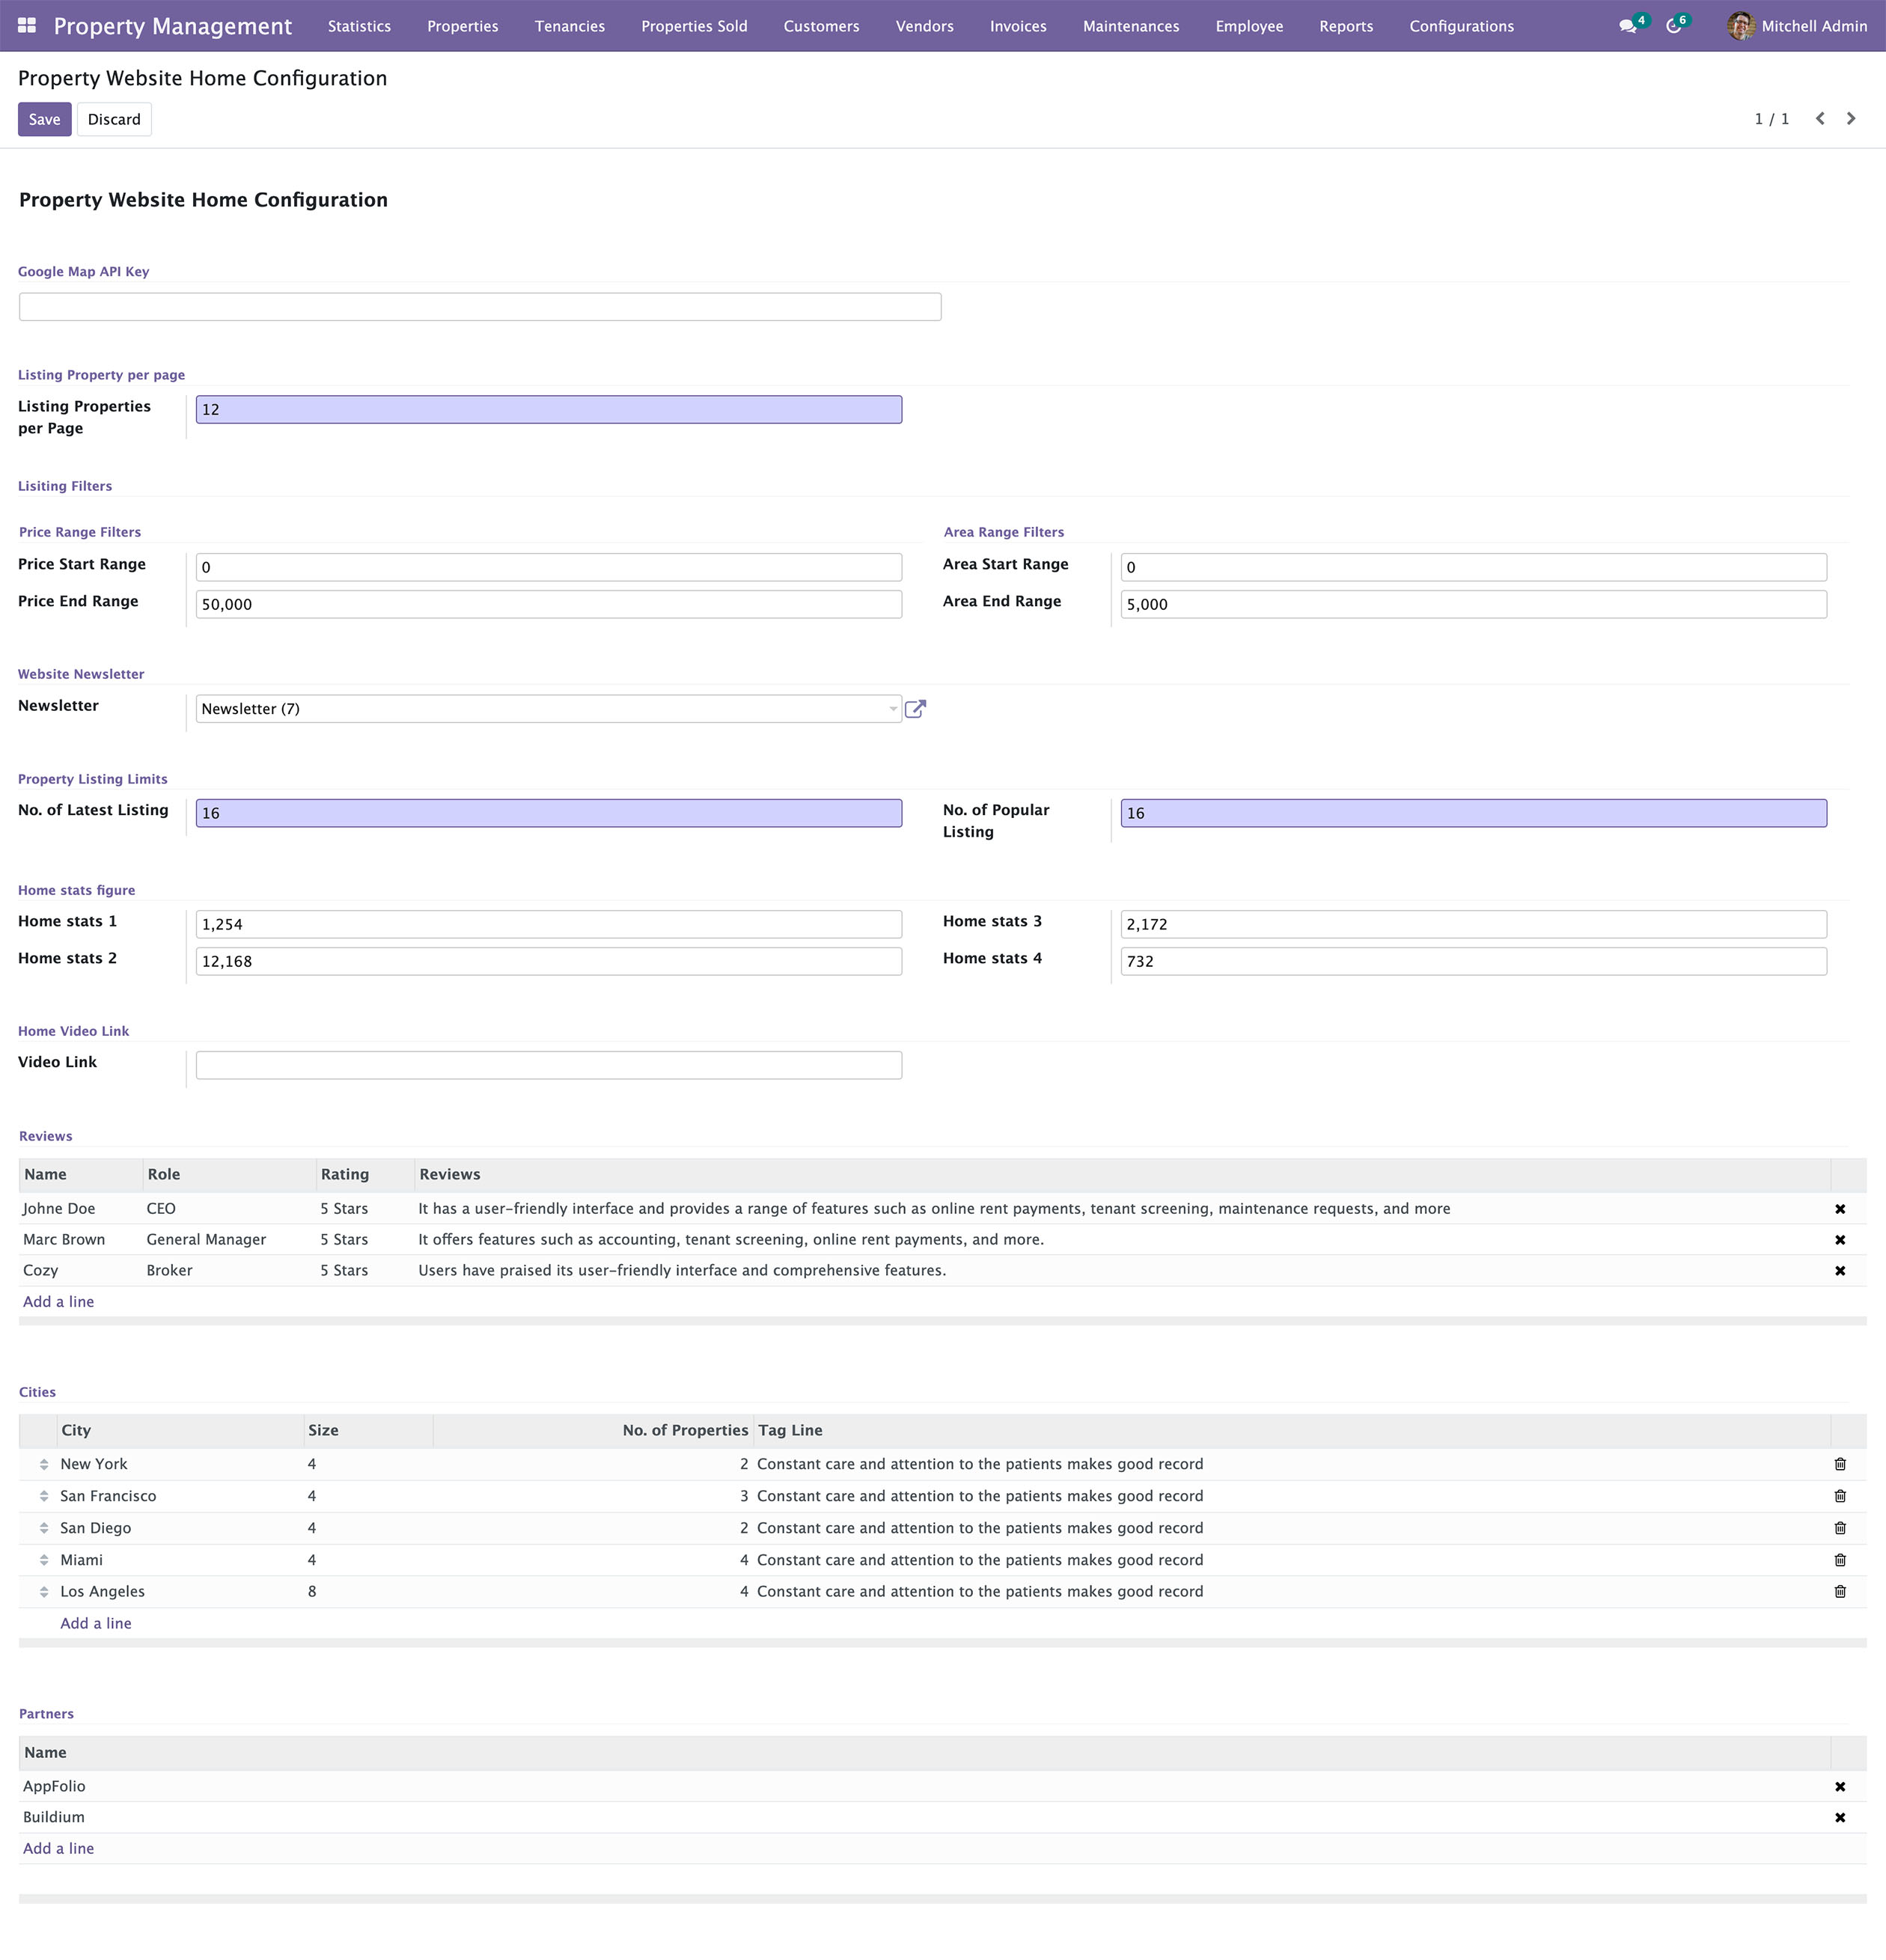 Property Management Statistics Properties Tenancies Properties Sold Customers Vendors Invoices Maintenances Employee Reports Configurations 4 6 Mitchell Admin
Property Website Home Configuration
Save Discard 1 / 1
Property Website Home Configuration
Google Map API Key
Listing Property per page
Listing Properties per Page 12
Lisiting Filters
Price Range Filters Area Range Filters
Price Start Range 0 Area Start Range 0
Price End Range 50,000 Area End Range 5,000
Website Newsletter
Newsletter Newsletter (7)
Property Listing Limits
No. of Latest Listing 16 No. of Popular Listing 16
Home stats figure
Home stats 1 1,254 Home stats 3 2,172
Home stats 2 12,168 Home stats 4 732
Home Video Link
Video Link
Reviews
Name Role Rating Reviews
Johne Doe CEO 5 Stars It has a user-friendly interface and provides a range of features such as online rent payments, tenant screening, maintenance requests, and more
Marc Brown General Manager 5 Stars It offers features such as accounting, tenant screening, online rent payments, and more.
Cozy Broker 5 Stars Users have praised its user-friendly interface and comprehensive features.
Add a line
Cities
City Size No. of Properties Tag Line
New York 4 2 Constant care and attention to the patients makes good record
San Francisco 4 3 Constant care and attention to the patients makes good record
San Diego 4 2 Constant care and attention to the patients makes good record
Miami 4 4 Constant care and attention to the patients makes good record
Los Angeles 8 4 Constant care and attention to the patients makes good record
Add a line
Partners
Name
AppFolio
Buildium
Add a line